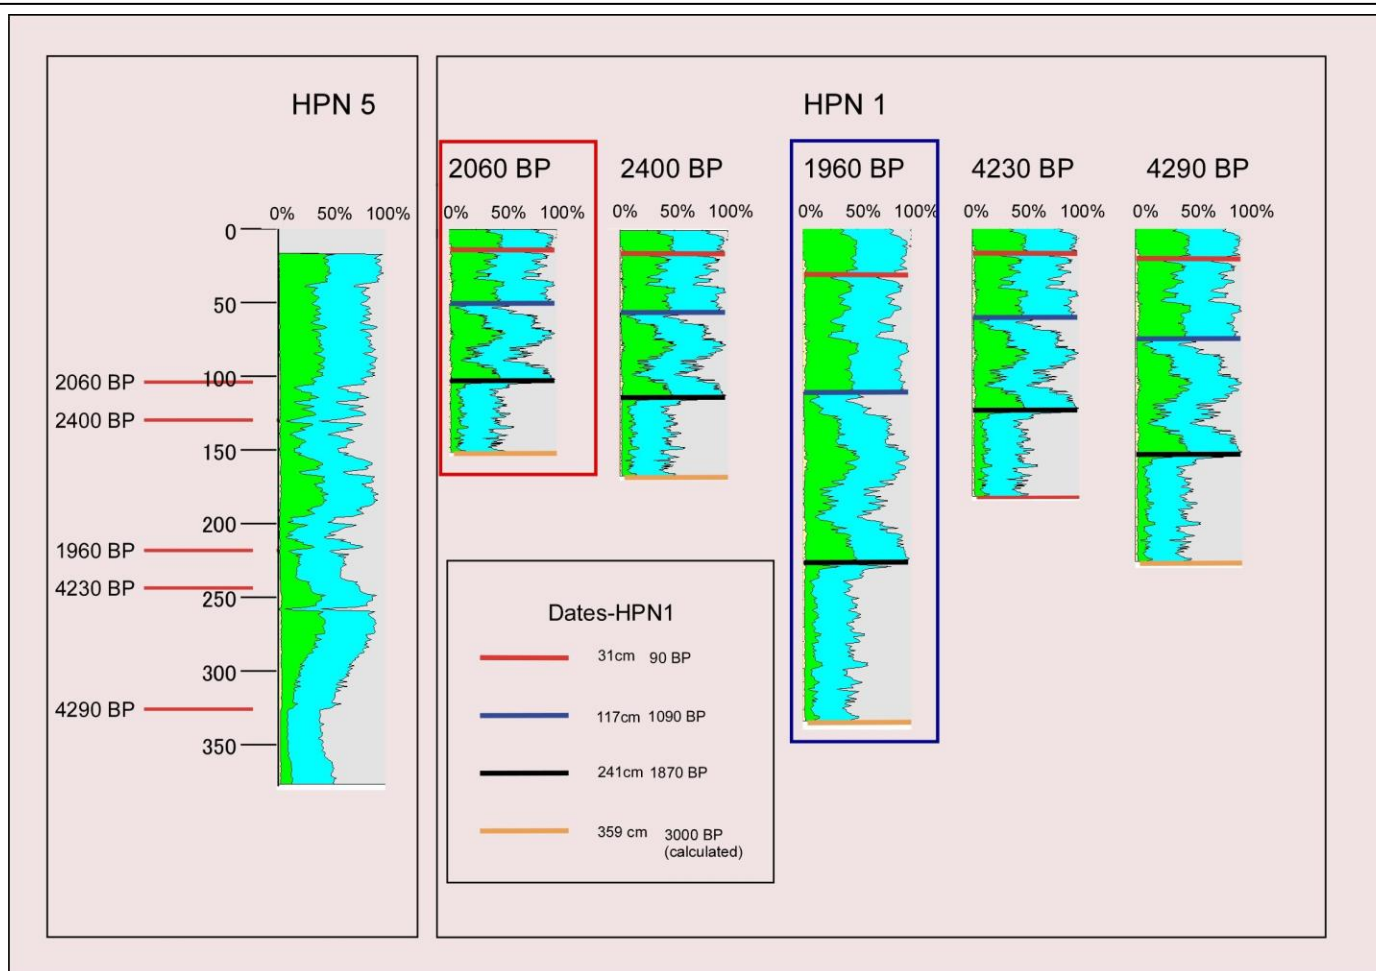 HPN 5
0% 50% 100%
0
50
100
150
200
250
300
350
2060 BP
2400 BP
1960 BP
4230 BP
4290 BP
HPN 1
2060 BP 2400 BP 1960 BP 4230 BP 4290 BP
0% 50% 100% 0% 50% 100% 0% 50% 100% 0% 50% 100% 0% 50% 100%
Dates-HPN1
31cm 90 BP
117cm 1090 BP
241cm 1870 BP
359 cm 3000 BP
(calculated)